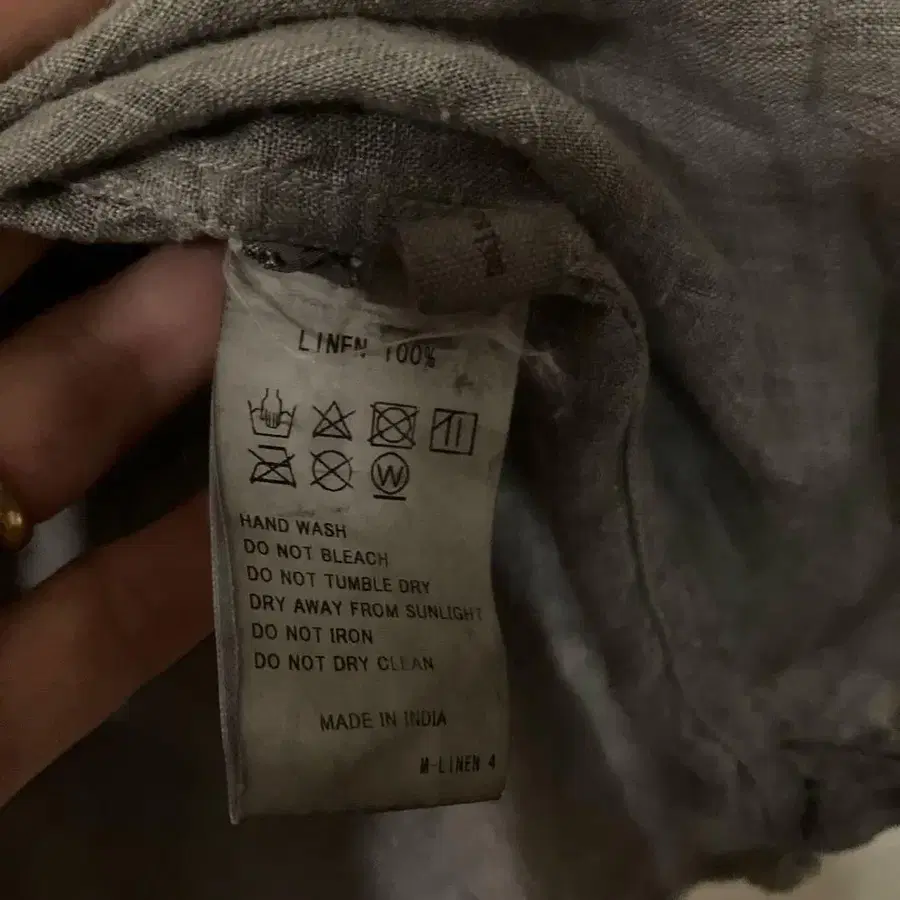 LINEN 100%
W
HAND WASH
DO NOT BLEACH
DO NOT TUMBLE DRY
DRY AWAY FROM SUNLIGHT
DO NOT IRON
DO NOT DRY CLEAN
MADE IN INDIA
M-LINEN 4